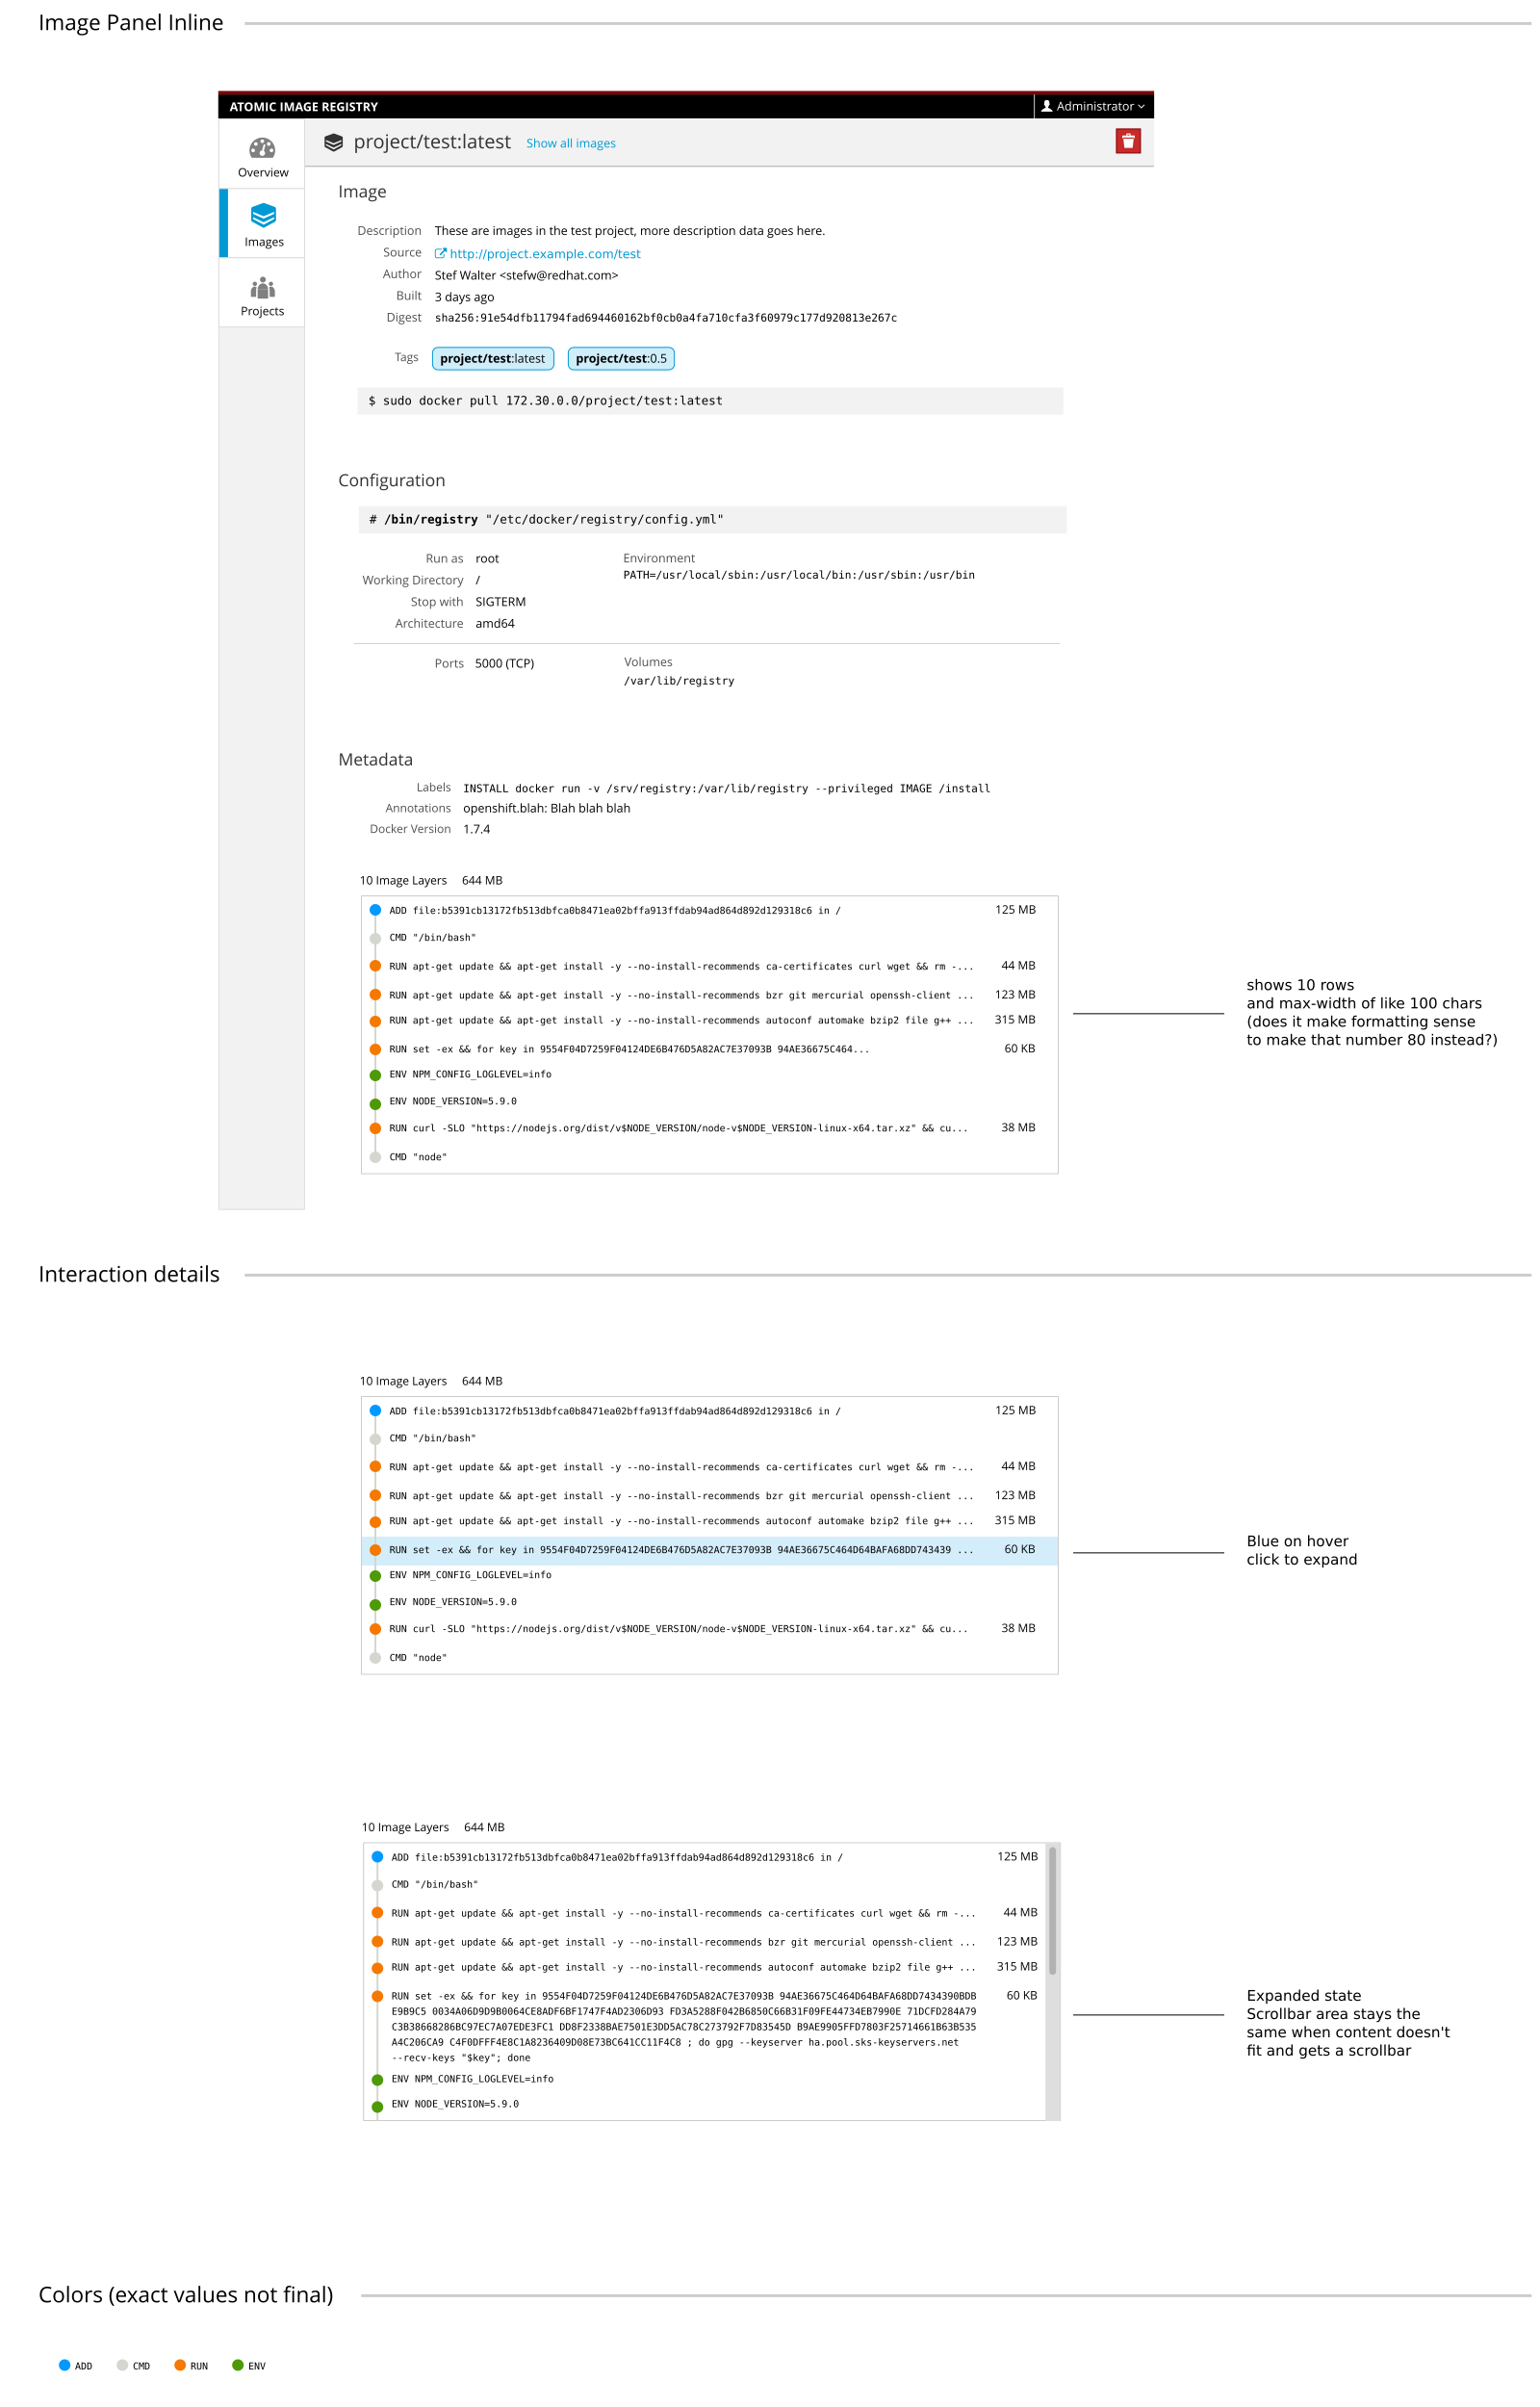 Image Panel Inline
ATOMIC IMAGE REGISTRY
Administrator
Overview
Images
Projects
project/test:latest Show all images
Image
Description These are images in the test project, more description data goes here.
Source http://project.example.com/test
Author Stef Walter <stefw@redhat.com>
Built 3 days ago
Digest sha256:91e54dfb11794fad694460162bf0cb0a4fa710cfa3f60979c177d920813e267c
Tags project/test:latest project/test:0.5
$ sudo docker pull 172.30.0.0/project/test:latest
Configuration
# /bin/registry "/etc/docker/registry/config.yml"
Run as root
Working Directory /
Stop with SIGTERM
Architecture amd64
Environment
PATH=/usr/local/sbin:/usr/local/bin:/usr/sbin:/usr/bin
Ports 5000 (TCP)
Volumes
/var/lib/registry
Metadata
Labels INSTALL docker run -v /srv/registry:/var/lib/registry --privileged IMAGE /install
Annotations openshift.blah: Blah blah blah
Docker Version 1.7.4
10 Image Layers 644 MB
ADD file:b5391cb13172fb513dbfca0b8471ea02bffa913ffdab94ad864d892d129318c6 in / 125 MB
CMD "/bin/bash"
RUN apt-get update && apt-get install -y --no-install-recommends ca-certificates curl wget && rm -... 44 MB
RUN apt-get update && apt-get install -y --no-install-recommends bzr git mercurial openssh-client ... 123 MB
RUN apt-get update && apt-get install -y --no-install-recommends autoconf automake bzip2 file g++ ... 315 MB
RUN set -ex && for key in 9554F04D7259F04124DE6B476D5A82AC7E37093B 94AE36675C464... 60 KB
ENV NPM_CONFIG_LOGLEVEL=info
ENV NODE_VERSION=5.9.0
RUN curl -SLO "https://nodejs.org/dist/v$NODE_VERSION/node-v$NODE_VERSION-linux-x64.tar.xz" && cu... 38 MB
CMD "node"
shows 10 rows
and max-width of like 100 chars
(does it make formatting sense
to make that number 80 instead?)
Interaction details
10 Image Layers 644 MB
ADD file:b5391cb13172fb513dbfca0b8471ea02bffa913ffdab94ad864d892d129318c6 in / 125 MB
CMD "/bin/bash"
RUN apt-get update && apt-get install -y --no-install-recommends ca-certificates curl wget && rm -... 44 MB
RUN apt-get update && apt-get install -y --no-install-recommends bzr git mercurial openssh-client ... 123 MB
RUN apt-get update && apt-get install -y --no-install-recommends autoconf automake bzip2 file g++ ... 315 MB
RUN set -ex && for key in 9554F04D7259F04124DE6B476D5A82AC7E37093B 94AE36675C464D64BAFA68DD743439 ... 60 KB
ENV NPM_CONFIG_LOGLEVEL=info
ENV NODE_VERSION=5.9.0
RUN curl -SLO "https://nodejs.org/dist/v$NODE_VERSION/node-v$NODE_VERSION-linux-x64.tar.xz" && cu... 38 MB
CMD "node"
Blue on hover
click to expand
10 Image Layers 644 MB
ADD file:b5391cb13172fb513dbfca0b8471ea02bffa913ffdab94ad864d892d129318c6 in / 125 MB
CMD "/bin/bash"
RUN apt-get update && apt-get install -y --no-install-recommends ca-certificates curl wget && rm -... 44 MB
RUN apt-get update && apt-get install -y --no-install-recommends bzr git mercurial openssh-client ... 123 MB
RUN apt-get update && apt-get install -y --no-install-recommends autoconf automake bzip2 file g++ ... 315 MB
RUN set -ex && for key in 9554F04D7259F04124DE6B476D5A82AC7E37093B 94AE36675C464D64BAFA68DD7434390BDB 60 KB
E9B9C5 0034A06D9D9B0064CE8ADF6BF1747F4AD2306D93 FD3A5288F042B6850C66B31F09FE44734EB7990E 71DCFD284A79
C3B38668286BC97EC7A07EDE3FC1 DD8F2338BAE7501E3DD5AC78C273792F7D83545D B9AE9905FFD7803F25714661B63B535
A4C206CA9 C4F0DFFF4E8C1A8236409D08E73BC641CC11F4C8 ; do gpg --keyserver ha.pool.sks-keyservers.net
--recv-keys "$key"; done
ENV NPM_CONFIG_LOGLEVEL=info
ENV NODE_VERSION=5.9.0
Expanded state
Scrollbar area stays the
same when content doesn't
fit and gets a scrollbar
Colors (exact values not final)
ADD CMD RUN ENV